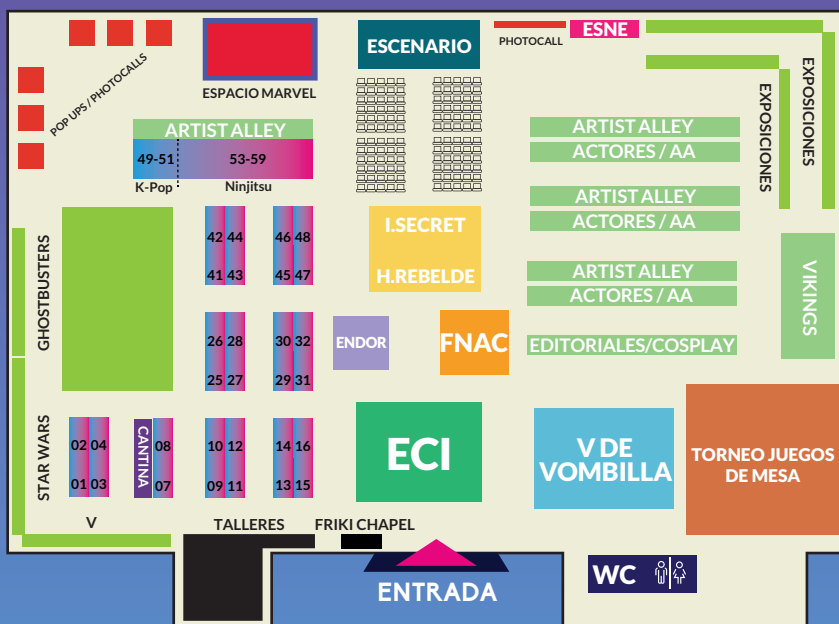 ESCENARIO
PHOTOCALL
ESNE
POP UPS / PHOTOCALLS
ESPACIO MARVEL
EXPOSICIONES
EXPOSICIONES
ARTIST ALLEY
49-51
53-59
K-Pop
Ninjitsu
ARTIST ALLEY
ACTORES / AA
ARTIST ALLEY
ACTORES / AA
ARTIST ALLEY
ACTORES / AA
EDITORIALES/COSPLAY
VIKINGS
GHOSTBUSTERS
42 44
46 48
41 43
45 47
I.SECRET
H.REBELDE
26 28
30 32
25 27
29 31
ENDOR
FNAC
STAR WARS
02 04
01 03
CANTINA
08
07
10 12
14 16
09 11
13 15
ECI
V DE
VOMBILLA
TORNEO JUEGOS
DE MESA
V
TALLERES
FRIKI CHAPEL
ENTRADA
WC